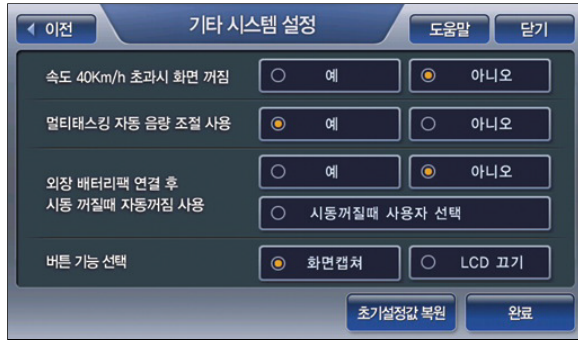 이전
기타 시스템 설정
도움말
닫기
속도 40Km/h 초과시 화면 꺼짐
예
아니오
멀티태스킹 자동 음량 조절 사용
예
아니오
외장 배터리팩 연결 후
시동 꺼질때 자동꺼짐 사용
예
아니오
시동꺼질때 사용자 선택
버튼 기능 선택
화면캡쳐
LCD 끄기
초기설정값 복원
완료